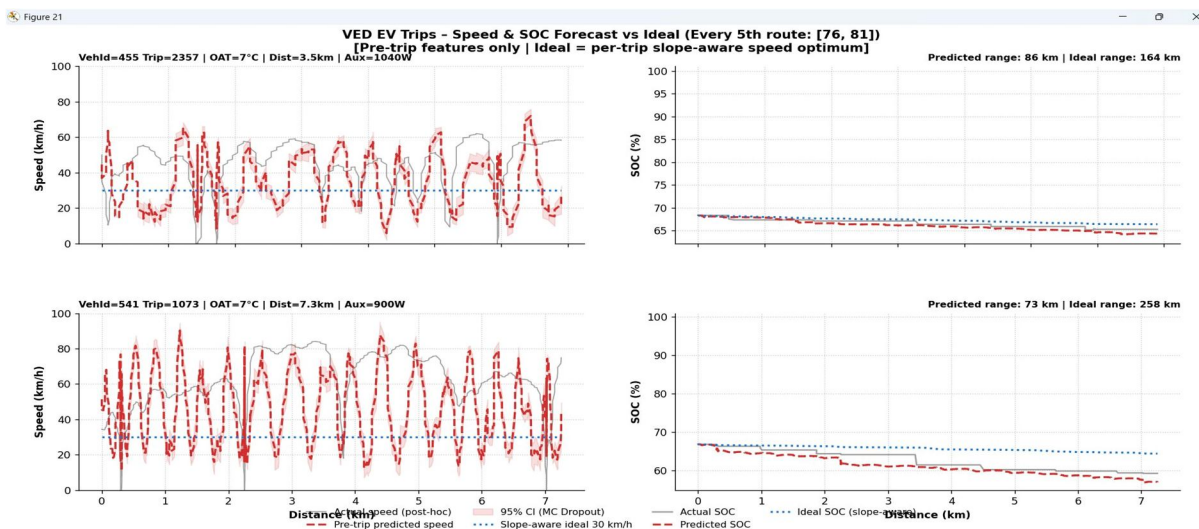 Figure 21
VED EV Trips – Speed & SOC Forecast vs Ideal (Every 5th route: [76, 81])
[Pre-trip features only | Ideal = per-trip slope-aware speed optimum]
VehId=455 Trip=2357 | OAT=7°C | Dist=3.5km | Aux=1040W
Predicted range: 86 km | Ideal range: 164 km
100
80
60
40
20
0
Speed (km/h)
100
95
90
85
80
75
70
65
SOC (%)
VehId=541 Trip=1073 | OAT=7°C | Dist=7.3km | Aux=900W
Predicted range: 73 km | Ideal range: 258 km
100
80
60
40
20
0
Speed (km/h)
100
90
80
70
60
SOC (%)
0 1 2 3 4 5 6 7
Distance (km)
0 1 2 3 4 5 6 7
Distance (km)
Actual speed (post-hoc)
Pre-trip predicted speed
95% CI (MC Dropout)
Slope-aware ideal 30 km/h
Actual SOC
Predicted SOC
Ideal SOC (slope-aware)